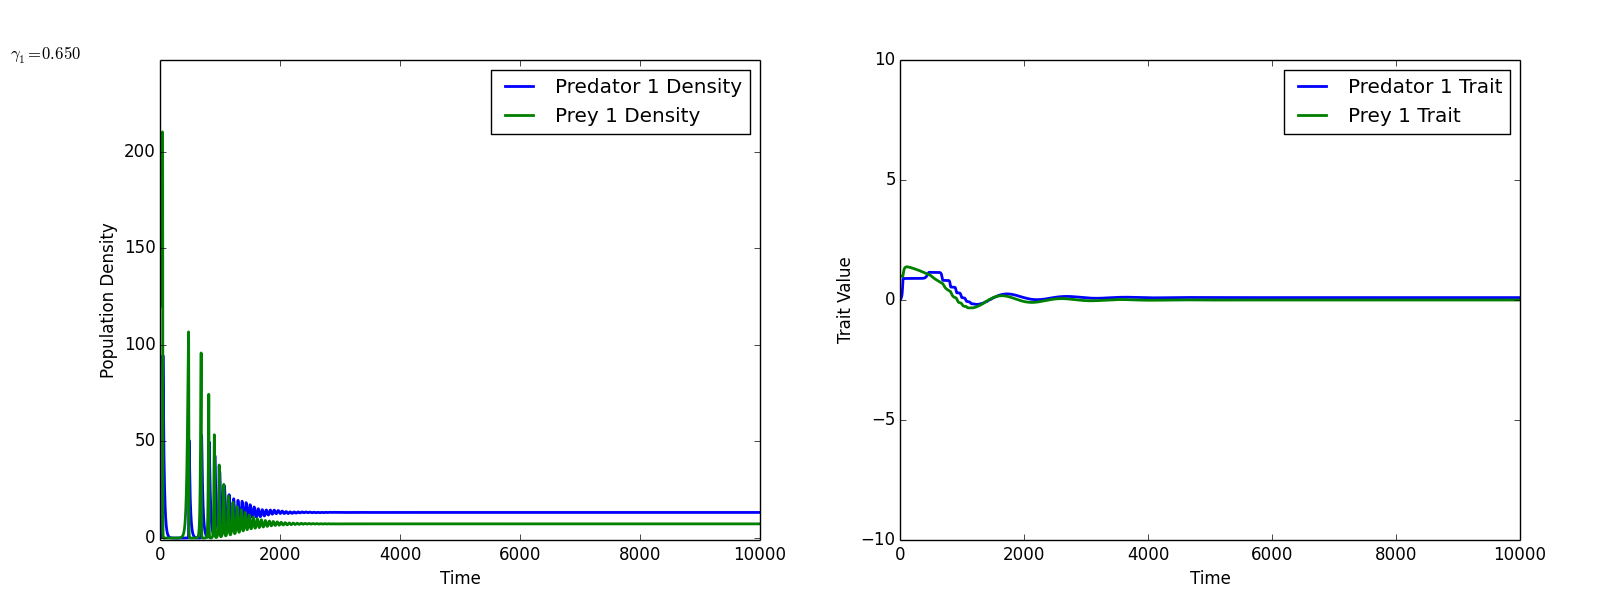 γ₁=0.650
Predator 1 Density
Prey 1 Density
200
150
100
50
0
Population Density
0 2000 4000 6000 8000 10000
Time
Predator 1 Trait
Prey 1 Trait
10
5
0
−5
−10
Trait Value
0 2000 4000 6000 8000 10000
Time